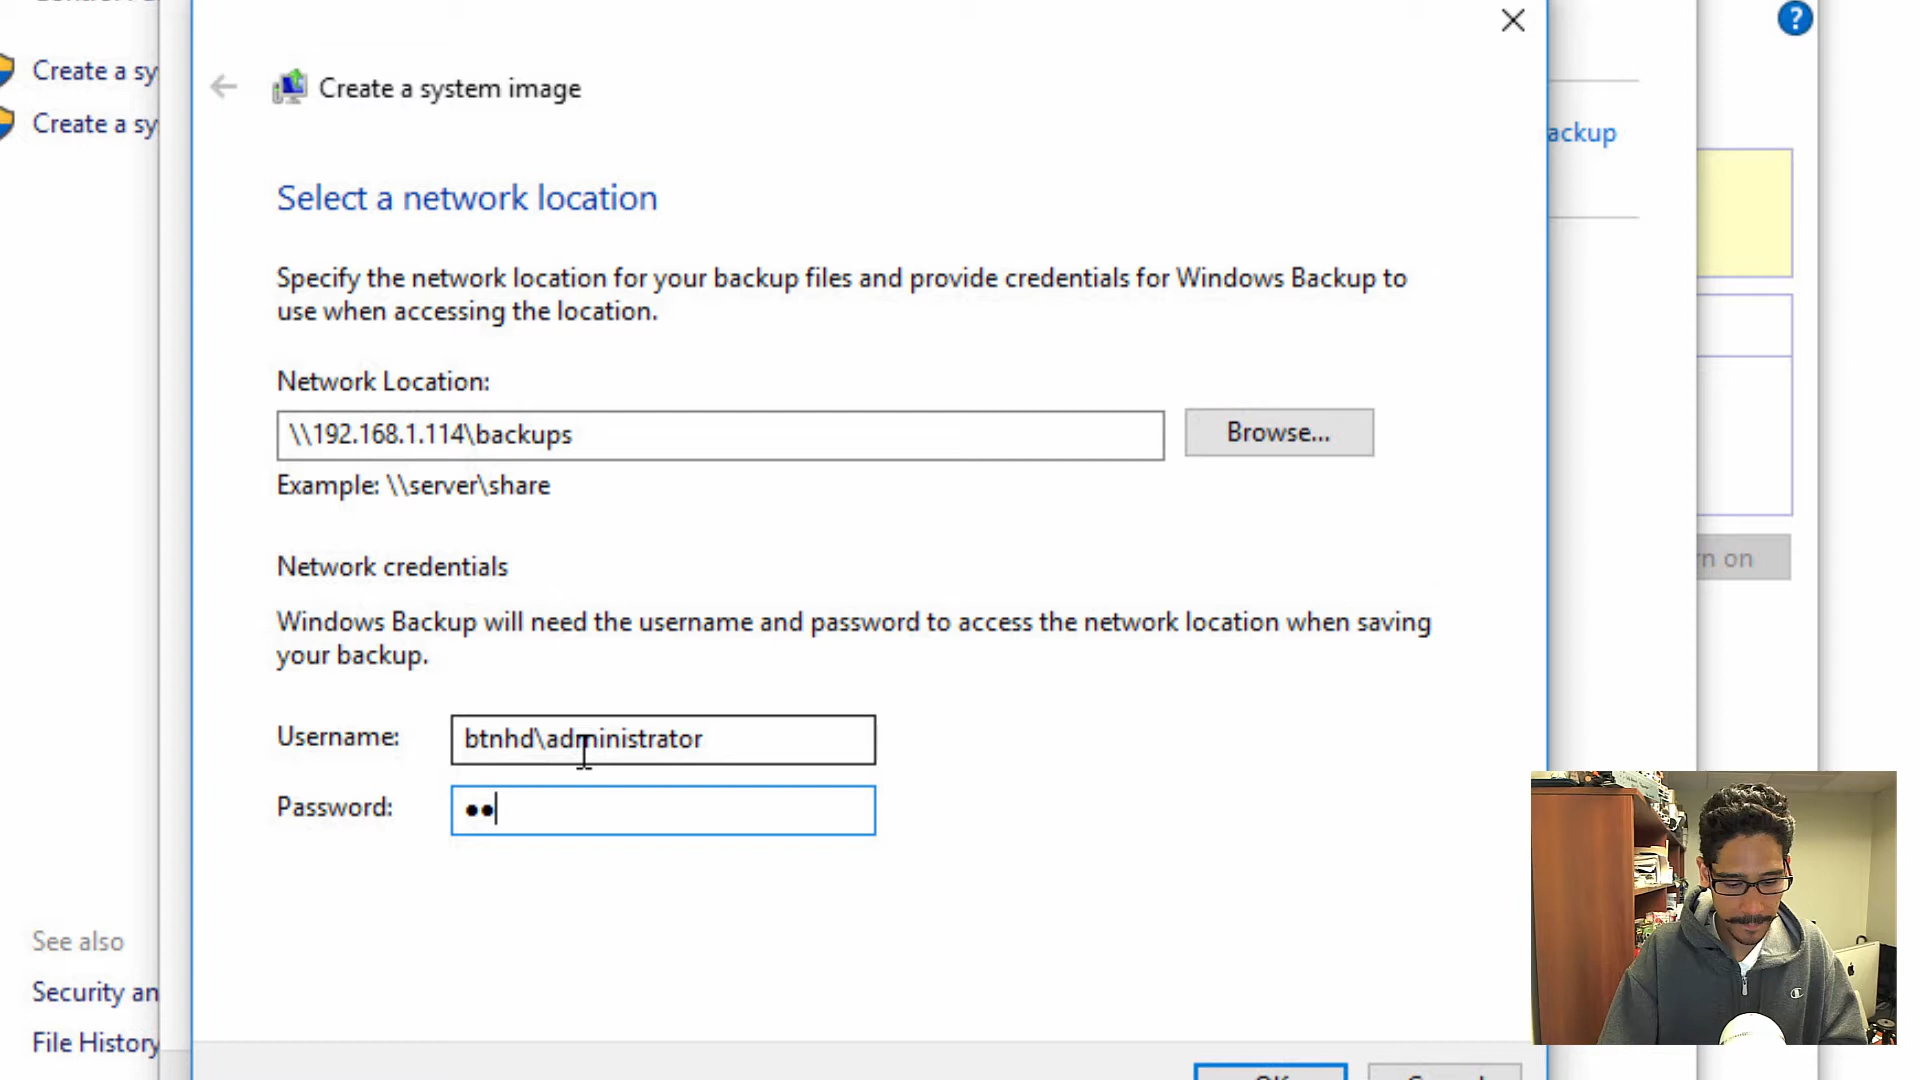 ?
Create a sy
Create a sy
Create a system image
ackup
Select a network location
Specify the network location for your backup files and provide credentials for Windows Backup to
use when accessing the location.
Network Location:
\\192.168.1.114\backups
Browse...
Example: \\server\share
rn on
Network credentials
Windows Backup will need the username and password to access the network location when saving
your backup.
Username:
btnhd\administrator
Password:
••
See also
Security an
File History